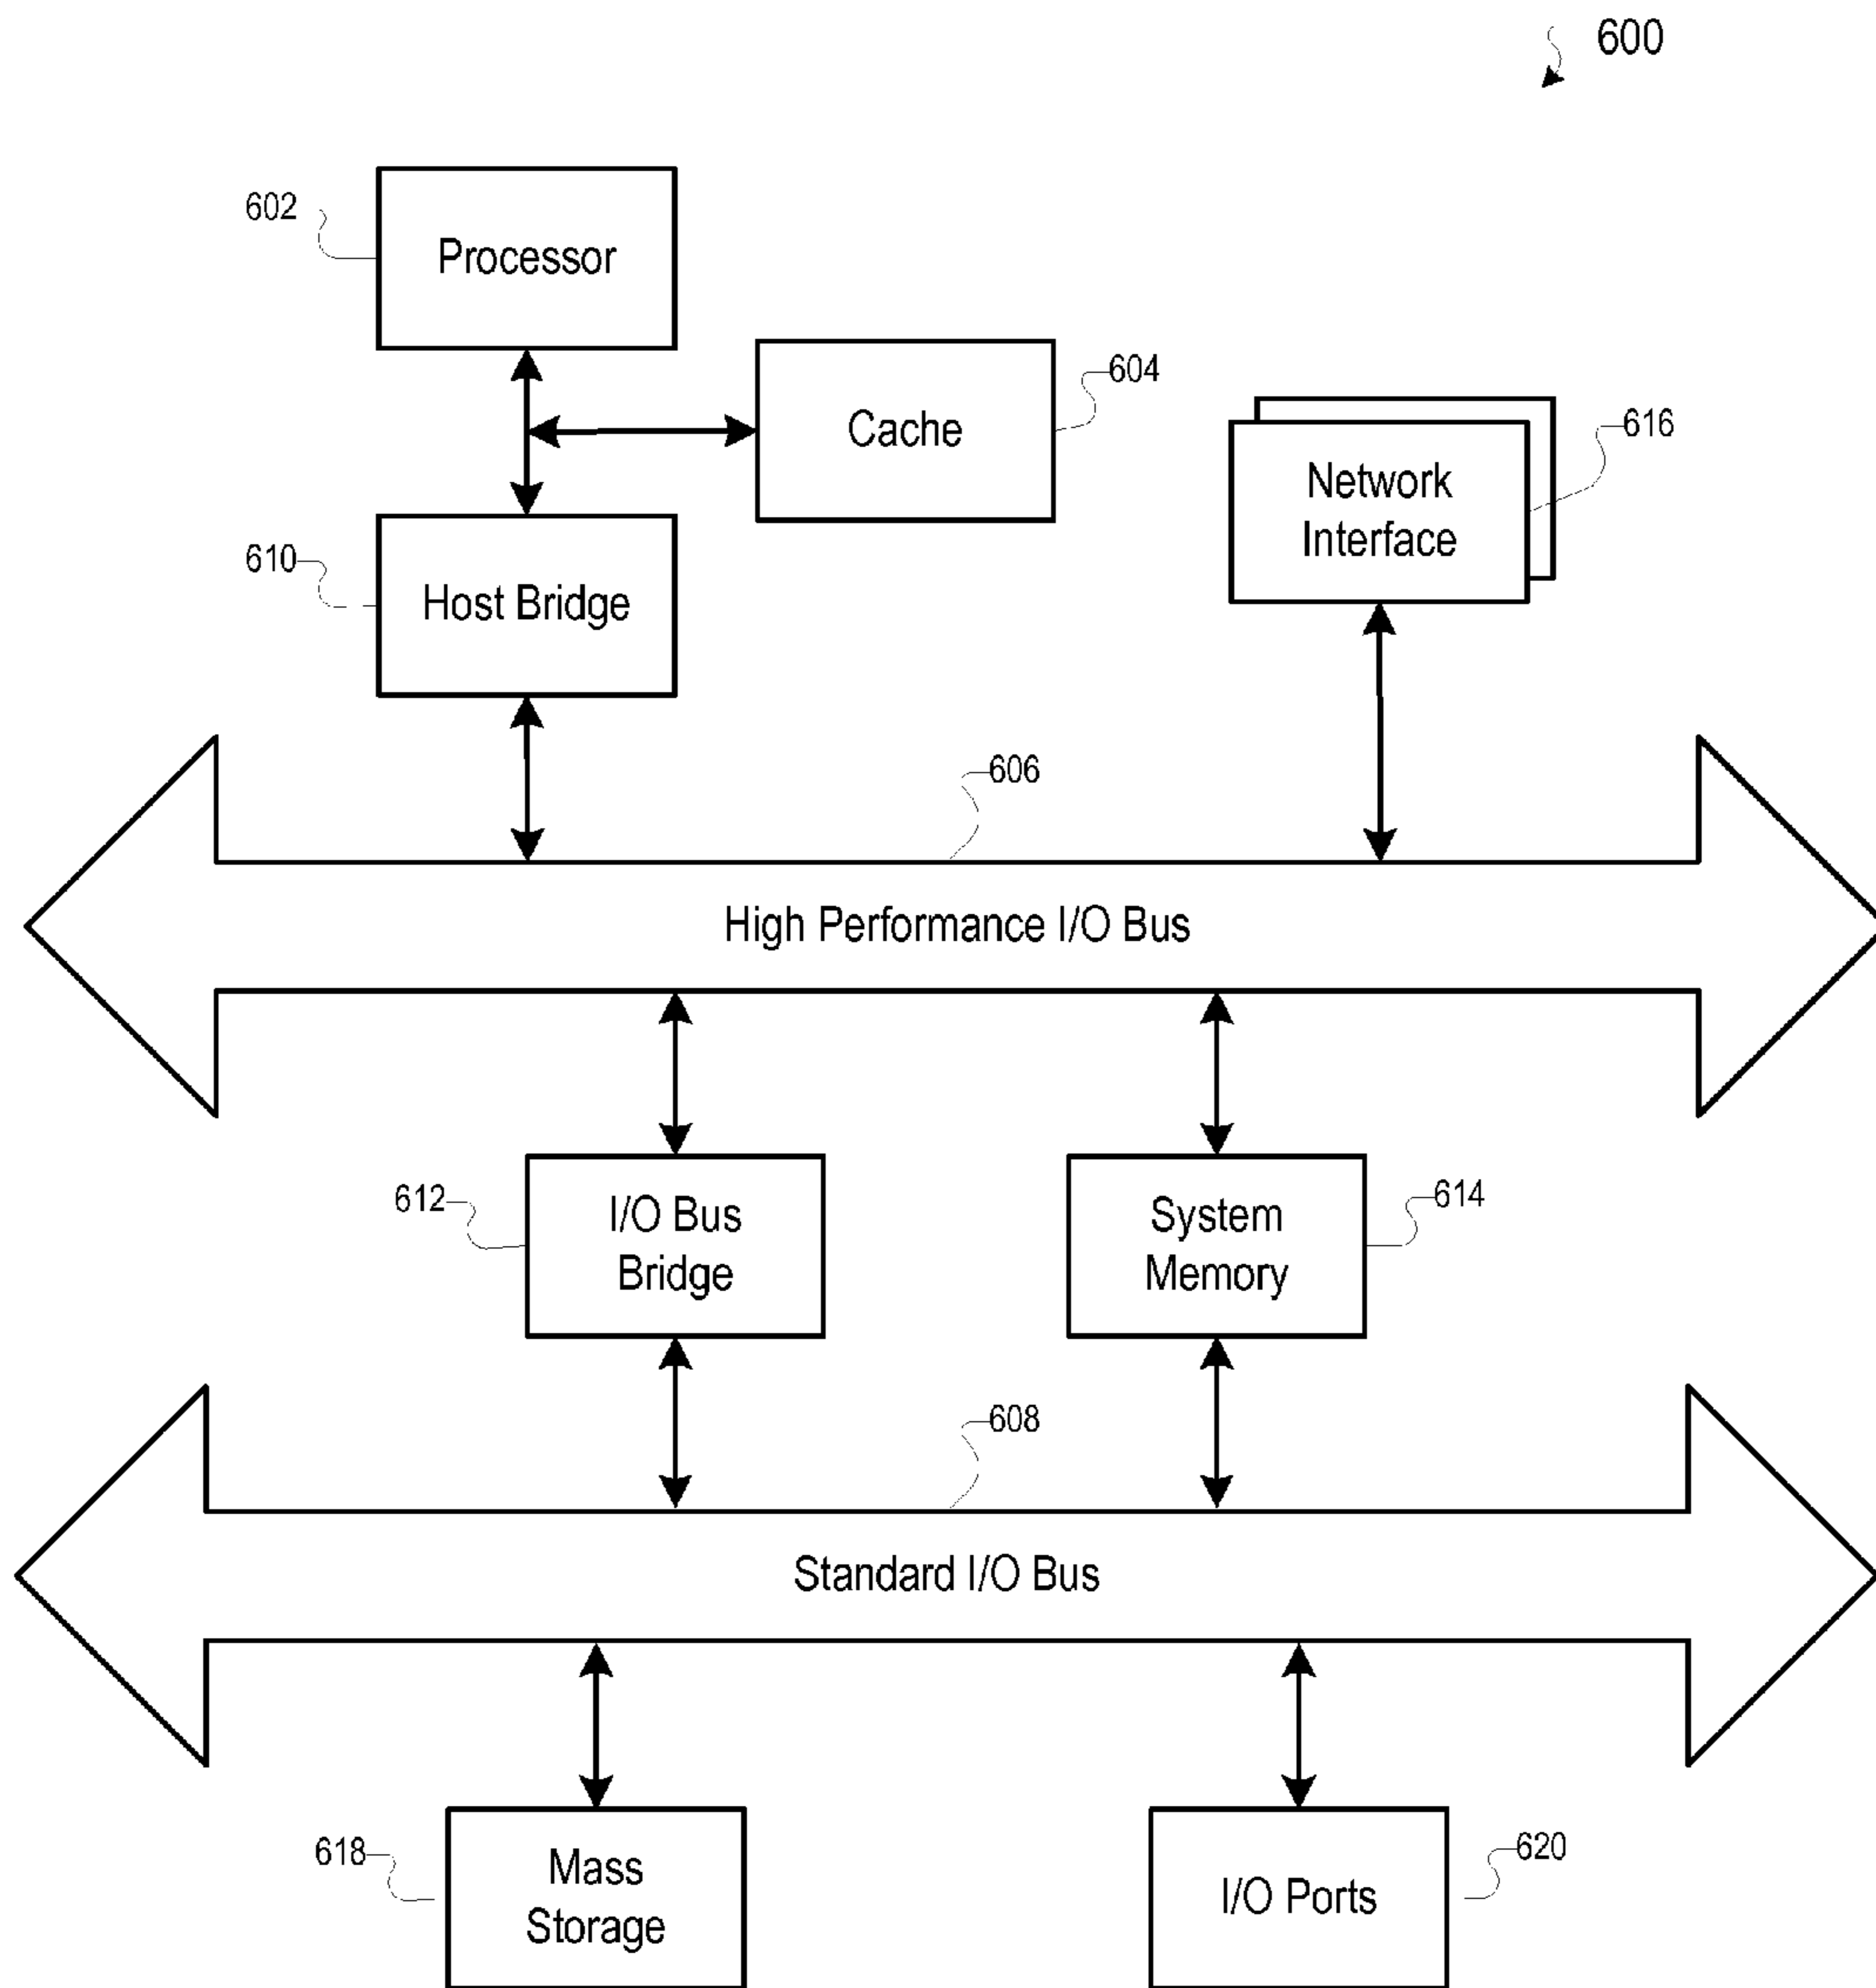 600
602
Processor
604
Cache
616
Network
Interface
610
Host Bridge
606
High Performance I/O Bus
612
I/O Bus
Bridge
System
Memory
614
608
Standard I/O Bus
618
Mass
Storage
I/O Ports
620